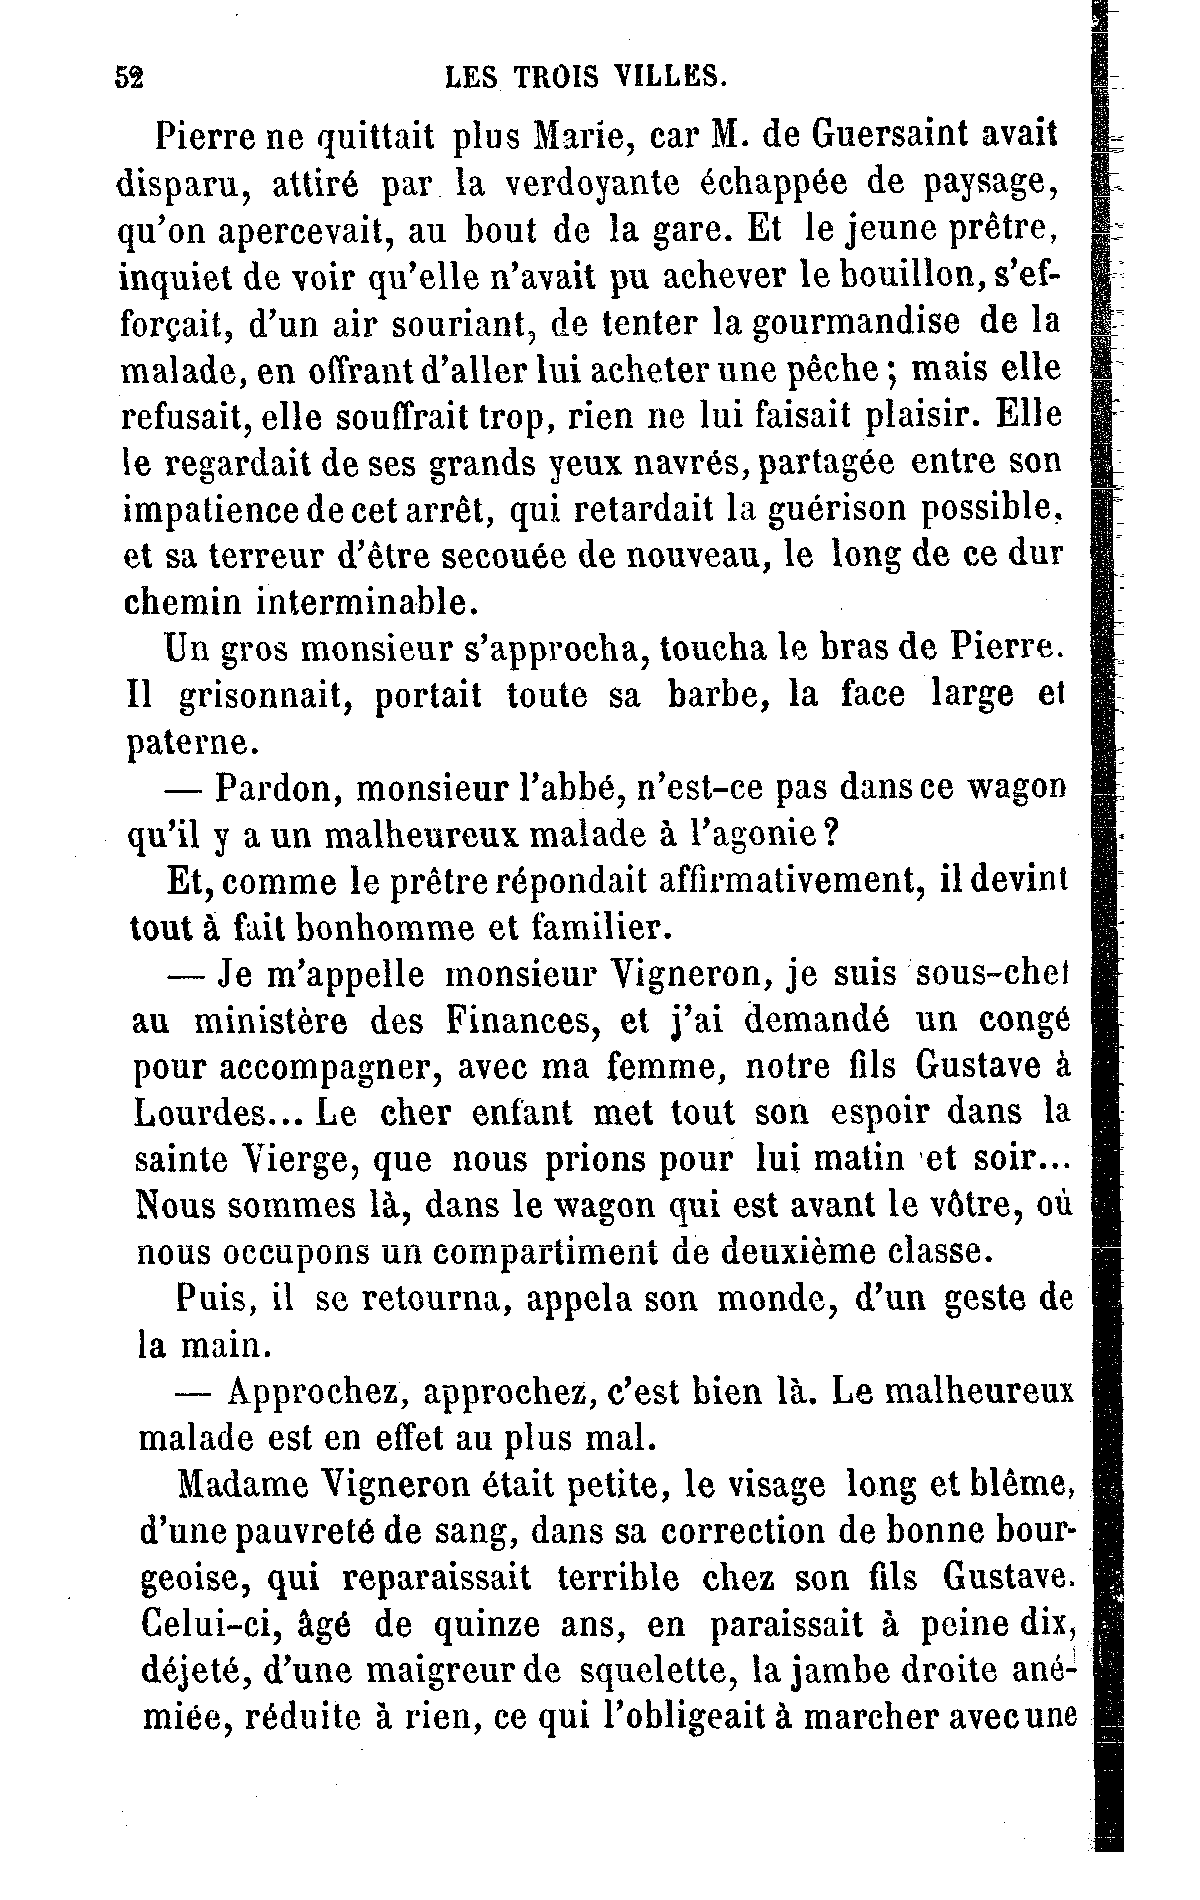 52 LES TROIS VILLES.
Pierre ne quittait plus Marie, car M. de Guersaint avait
disparu, attiré par la verdoyante échappée de paysage,
qu'on apercevait, au bout de la gare. Et le jeune prêtre,
inquiet de voir qu'elle n'avait pu achever le bouillon, s'ef-
forçait, d'un air souriant, de tenter la gourmandise de la
malade, en offrant d'aller lui acheter une pêche ; mais elle
refusait, elle souffrait trop, rien ne lui faisait plaisir. Elle
le regardait de ses grands yeux navrés, partagée entre son
impatience de cet arrêt, qui retardait la guérison possible,
et sa terreur d'être secouée de nouveau, le long de ce dur
chemin interminable.
Un gros monsieur s'approcha, toucha le bras de Pierre.
Il grisonnait, portait toute sa barbe, la face large et
paterne.
— Pardon, monsieur l'abbé, n'est-ce pas dans ce wagon
qu'il y a un malheureux malade à l'agonie ?
Et, comme le prêtre répondait affirmativement, il devint
tout à fait bonhomme et familier.
— Je m'appelle monsieur Vigneron, je suis sous-chef
au ministère des Finances, et j'ai demandé un congé
pour accompagner, avec ma femme, notre fils Gustave à
Lourdes... Le cher enfant met tout son espoir dans la
sainte Vierge, que nous prions pour lui matin et soir...
Nous sommes là, dans le wagon qui est avant le vôtre, où
nous occupons un compartiment de deuxième classe.
Puis, il se retourna, appela son monde, d'un geste de
la main.
— Approchez, approchez, c'est bien là. Le malheureux
malade est en effet au plus mal.
Madame Vigneron était petite, le visage long et blême,
d'une pauvreté de sang, dans sa correction de bonne bour-
geoise, qui reparaissait terrible chez son fils Gustave.
Celui-ci, âgé de quinze ans, en paraissait à peine dix,
déjeté, d'une maigreur de squelette, la jambe droite ané-
miée, réduite à rien, ce qui l'obligeait à marcher avec une